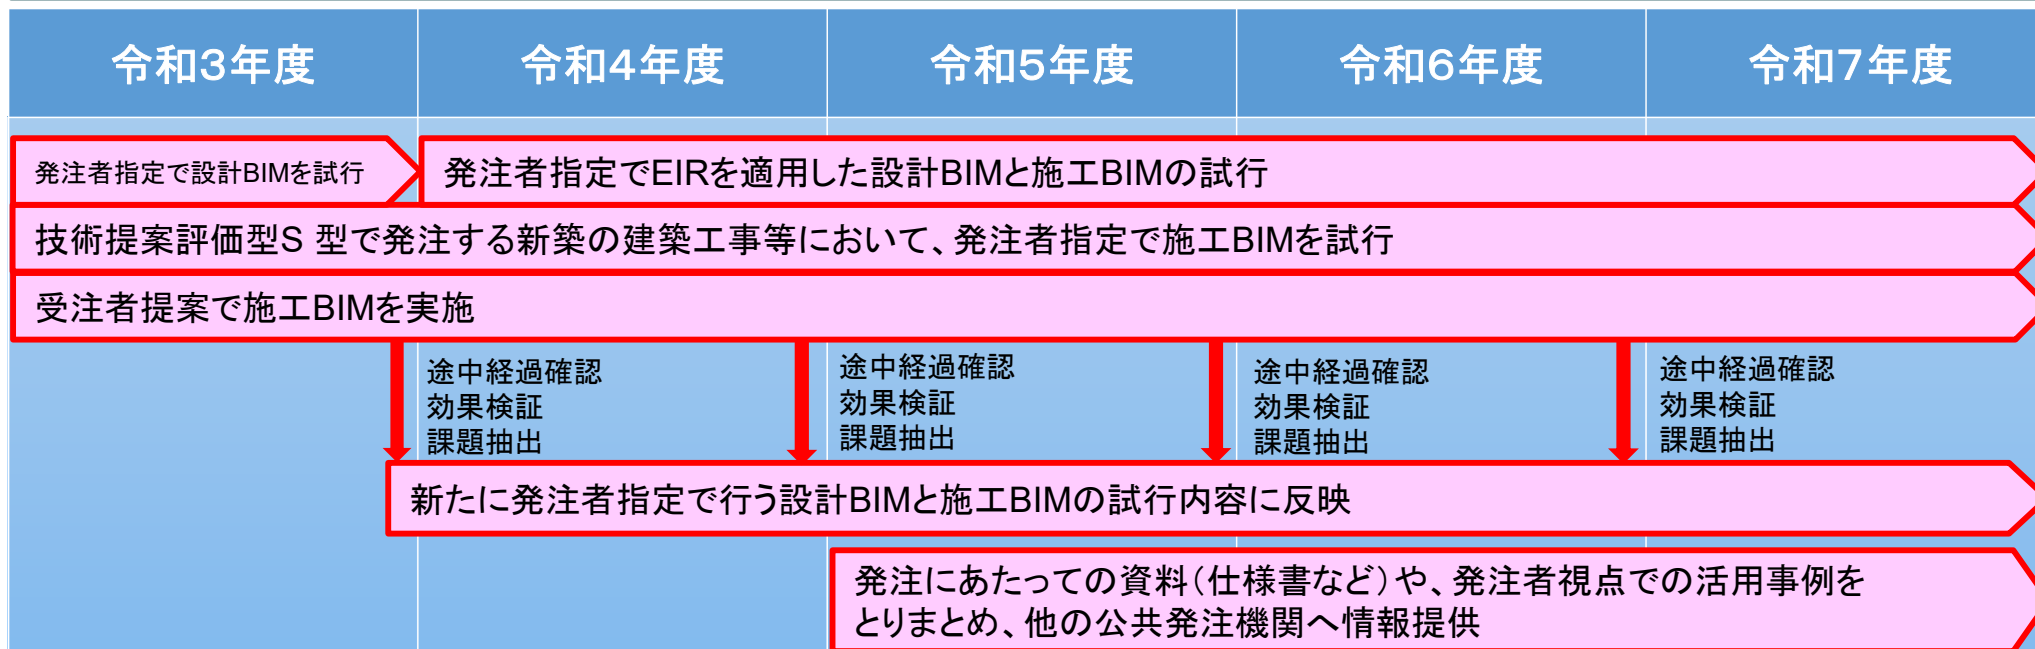 令和3年度
令和4年度
令和5年度
令和6年度
令和7年度
発注者指定で設計BIMを試行
発注者指定でEIRを適用した設計BIMと施工BIMの試行
技術提案評価型S 型で発注する新築の建築工事等において、発注者指定で施工BIMを試行
受注者提案で施工BIMを実施
途中経過確認
効果検証
課題抽出
途中経過確認
効果検証
課題抽出
途中経過確認
効果検証
課題抽出
途中経過確認
効果検証
課題抽出
新たに発注者指定で行う設計BIMと施工BIMの試行内容に反映
発注にあたっての資料（仕様書など）や、発注者視点での活用事例を
とりまとめ、他の公共発注機関へ情報提供